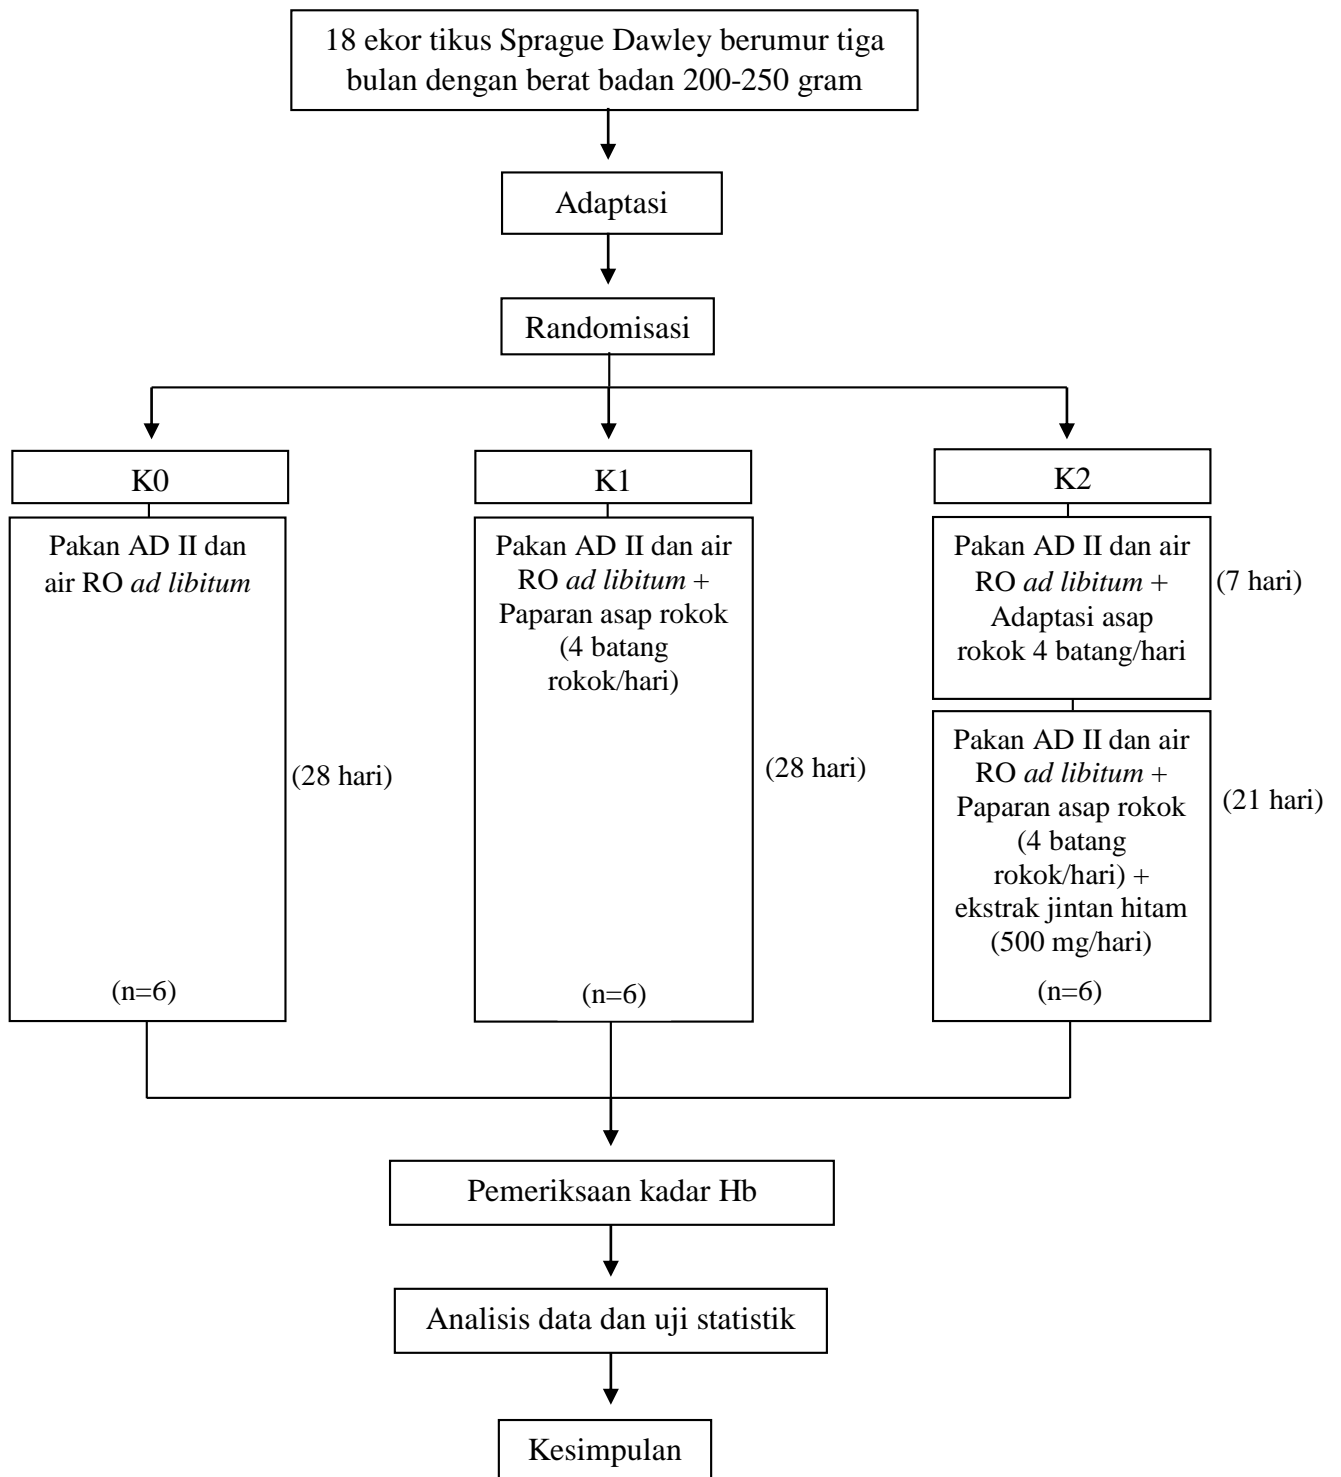 18 ekor tikus Sprague Dawley berumur tiga
bulan dengan berat badan 200-250 gram
Adaptasi
Randomisasi
K0
Pakan AD II dan
air RO ad libitum
(28 hari)
(n=6)
K1
Pakan AD II dan air
RO ad libitum +
Paparan asap rokok
(4 batang
rokok/hari)
(28 hari)
(n=6)
K2
Pakan AD II dan air
RO ad libitum +
Adaptasi asap
rokok 4 batang/hari
(7 hari)
Pakan AD II dan air
RO ad libitum +
Paparan asap rokok
(4 batang
rokok/hari) +
ekstrak jintan hitam
(500 mg/hari)
(21 hari)
(n=6)
Pemeriksaan kadar Hb
Analisis data dan uji statistik
Kesimpulan